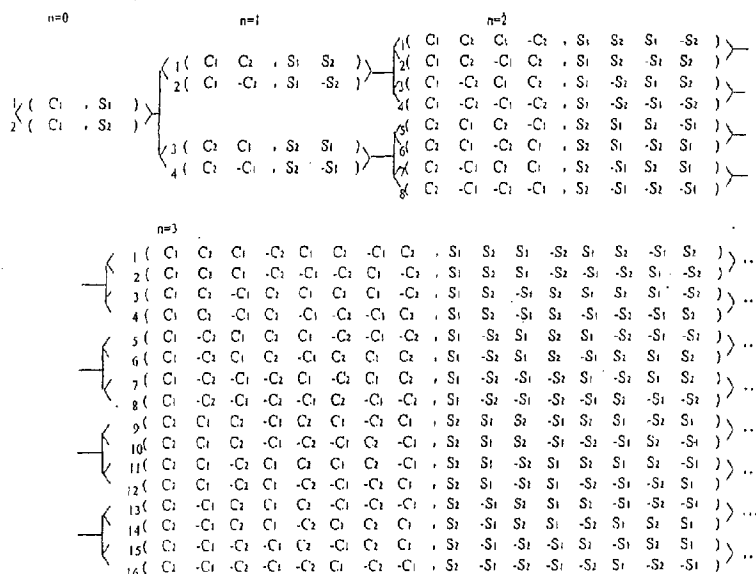 n=0 n=1 n=2
1 ( C1 , S1 )
2 ( C2 , S2 )
1 ( C1 C2 , S1 S2 )
2 ( C1 -C2 , S1 -S2 )
3 ( C2 C1 , S2 S1 )
4 ( C2 -C1 , S2 -S1 )
1 ( C1 C2 C1 -C2 , S1 S2 S1 -S2 )
2 ( C1 C2 -C1 C2 , S1 S2 -S1 S2 )
3 ( C1 -C2 C1 C2 , S1 -S2 S1 S2 )
4 ( C1 -C2 -C1 -C2 , S1 -S2 -S1 -S2 )
5 ( C2 C1 C2 -C1 , S2 S1 S2 -S1 )
6 ( C2 C1 -C2 C1 , S2 S1 -S2 S1 )
7 ( C2 -C1 C2 C1 , S2 -S1 S2 S1 )
8 ( C2 -C1 -C2 -C1 , S2 -S1 -S2 -S1 )
n=3
1 ( C1 C2 C1 -C2 C1 C2 -C1 C2 , S1 S2 S1 -S2 S1 S2 -S1 S2 ) ..
2 ( C1 C2 C1 -C2 -C1 -C2 C1 -C2 , S1 S2 S1 -S2 -S1 -S2 S1 -S2 )
3 ( C1 C2 -C1 C2 C1 C2 C1 -C2 , S1 S2 -S1 S2 S1 S2 S1 -S2 ) ..
4 ( C1 C2 -C1 C2 -C1 -C2 -C1 C2 , S1 S2 -S1 S2 -S1 -S2 -S1 S2 )
5 ( C1 -C2 C1 C2 C1 -C2 -C1 -C2 , S1 -S2 S1 S2 S1 -S2 -S1 -S2 ) ..
6 ( C1 -C2 C1 C2 -C1 C2 C1 C2 , S1 -S2 S1 S2 -S1 S2 S1 S2 )
7 ( C1 -C2 -C1 -C2 C1 -C2 C1 C2 , S1 -S2 -S1 -S2 S1 -S2 S1 S2 ) ..
8 ( C1 -C2 -C1 -C2 -C1 C2 -C1 -C2 , S1 -S2 -S1 -S2 -S1 S2 -S1 -S2 )
9 ( C2 C1 C2 -C1 C2 C1 -C2 C1 , S2 S1 S2 -S1 S2 S1 -S2 S1 ) ..
10 ( C2 C1 C2 -C1 -C2 -C1 C2 -C1 , S2 S1 S2 -S1 -S2 -S1 S2 -S1 )
11 ( C2 C1 -C2 C1 C2 C1 C2 -C1 , S2 S1 -S2 S1 S2 S1 S2 -S1 ) ..
12 ( C2 C1 -C2 C1 -C2 -C1 -C2 C1 , S2 S1 -S2 S1 -S2 -S1 -S2 S1 )
13 ( C2 -C1 C2 C1 C2 -C1 -C2 -C1 , S2 -S1 S2 S1 S2 -S1 -S2 -S1 ) ...
14 ( C2 -C1 C2 C1 -C2 C1 C2 C1 , S2 -S1 S2 S1 -S2 S1 S2 S1 )
15 ( C2 -C1 -C2 -C1 C2 -C1 C2 C1 , S2 -S1 -S2 -S1 S2 -S1 S2 S1 ) ..
16 ( C2 -C1 -C2 -C1 -C2 C1 -C2 -C1 , S2 -S1 -S2 -S1 -S2 S1 -S2 -S1 )